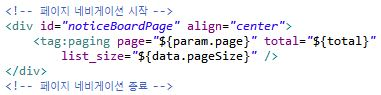 <!-- 페이지 네비게이션 시작 -->
<div id="noticeBoardPage" align="center">
<tag:paging page="${param.page}" total="${total}"
list_size="${data.pageSize}" />
</div>
<!-- 페이지 네비게이션 종료 -->